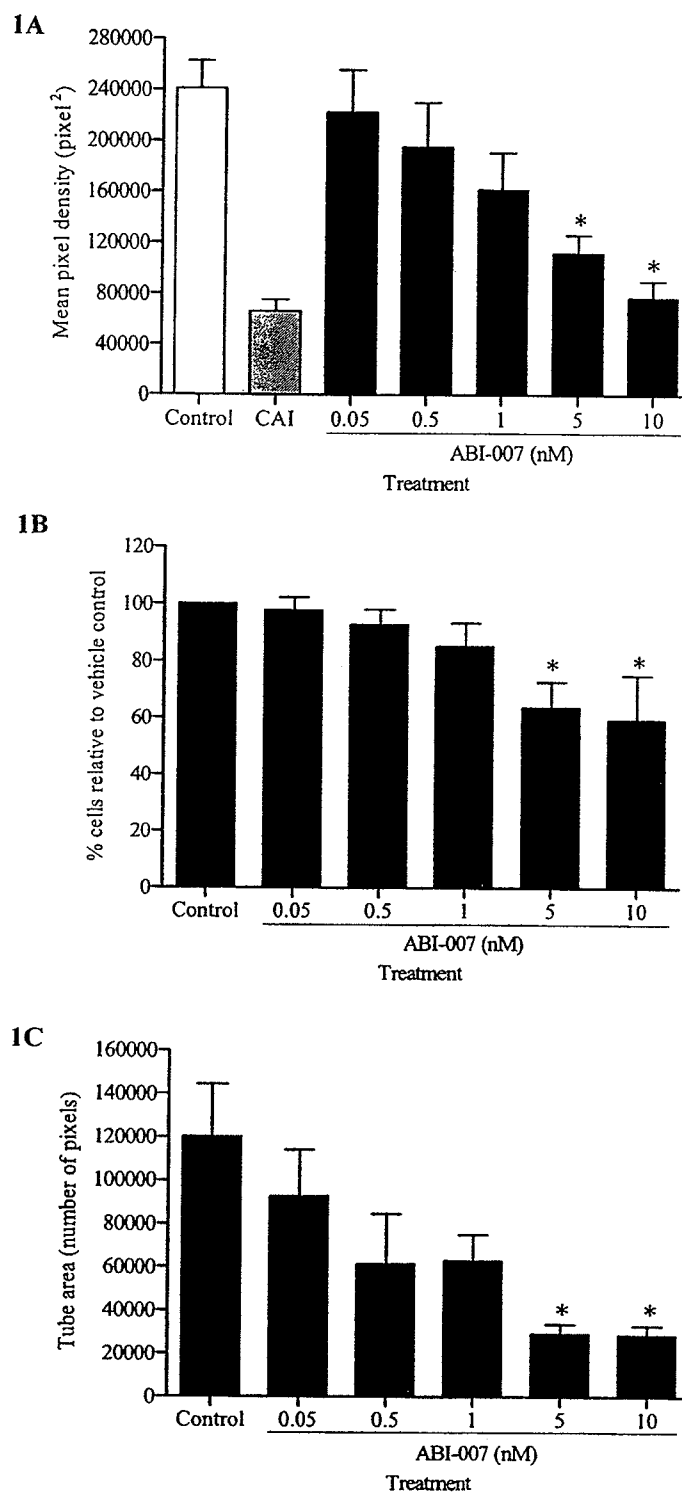 1A
Mean pixel density (pixel²)
280000
240000
200000
160000
120000
80000
40000
0
* *
Control CAI 0.05 0.5 1 5 10
ABI-007 (nM)
Treatment
1B
% cells relative to vehicle control
120
100
80
60
40
20
0
* *
Control 0.05 0.5 1 5 10
ABI-007 (nM)
Treatment
1C
Tube area (number of pixels)
160000
140000
120000
100000
80000
60000
40000
20000
0
* *
Control 0.05 0.5 1 5 10
ABI-007 (nM)
Treatment